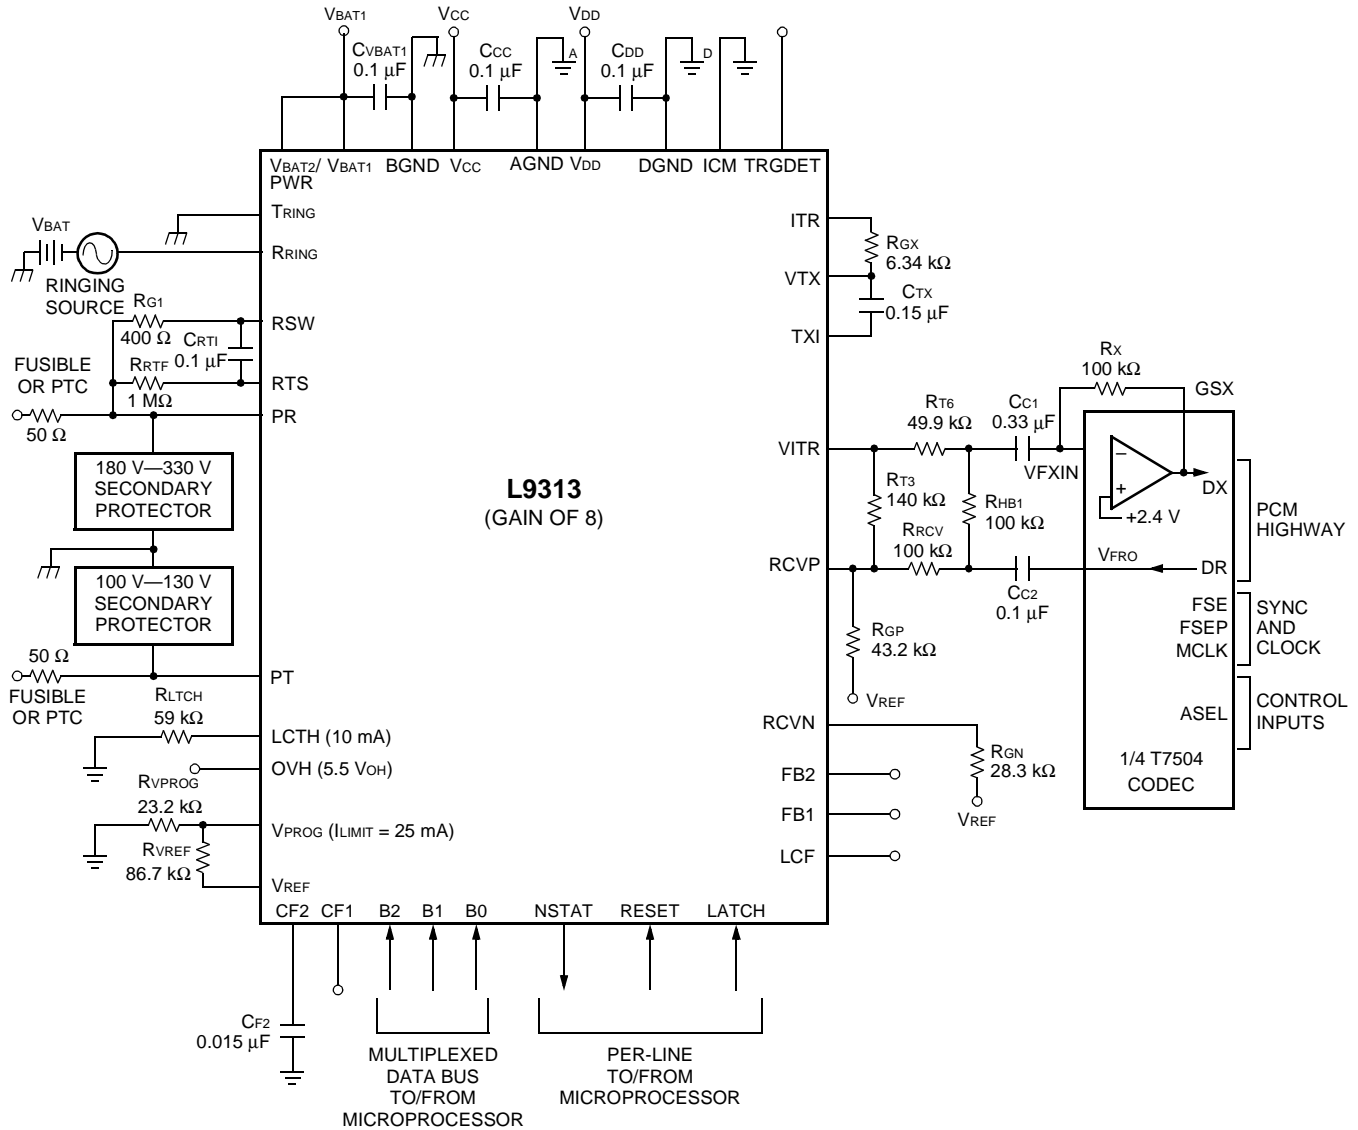 VBAT1
VCC
VDD
CVBAT1
0.1 µF
CCC
0.1 µF
A
CDD
0.1 µF
D
VBAT2/
PWR
VBAT1
BGND
VCC
AGND
VDD
DGND
ICM
TRGDET
TRING
VBAT
RRING
RINGING
SOURCE
RG1
400 Ω
RSW
CRTI
0.1 µF
FUSIBLE
OR PTC
RRTF
1 MΩ
RTS
50 Ω
PR
180 V—330 V
SECONDARY
PROTECTOR
100 V—130 V
SECONDARY
PROTECTOR
50 Ω
PT
FUSIBLE
OR PTC
RLTCH
59 kΩ
LCTH (10 mA)
OVH (5.5 VOH)
RVPROG
23.2 kΩ
VPROG (ILIMIT = 25 mA)
RVREF
86.7 kΩ
VREF
L9313
(GAIN OF 8)
ITR
RGX
6.34 kΩ
VTX
CTX
0.15 µF
TXI
RX
100 kΩ
GSX
RT6
49.9 kΩ
CC1
0.33 µF
VITR
VFXIN
−
+
+2.4 V
DX
PCM
HIGHWAY
RT3
140 kΩ
RHB1
100 kΩ
RRCV
100 kΩ
RCVP
CC2
0.1 µF
VFRO
DR
FSE
FSEP
MCLK
SYNC
AND
CLOCK
RGP
43.2 kΩ
VREF
ASEL
CONTROL
INPUTS
RCVN
RGN
28.3 kΩ
VREF
1/4 T7504
CODEC
FB2
FB1
LCF
CF2
CF1
B2
B1
B0
NSTAT
RESET
LATCH
CF2
0.015 µF
MULTIPLEXED
DATA BUS
TO/FROM
MICROPROCESSOR
PER-LINE
TO/FROM
MICROPROCESSOR